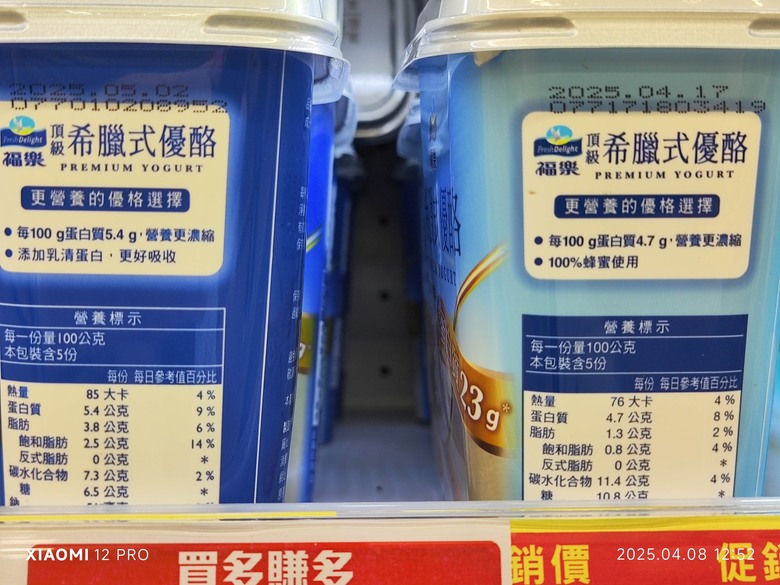 2025.05.02
077010208952
FreshDelight
福樂
頂級
希臘式優酪
PREMIUM YOGURT
更營養的優格選擇
● 每100 g蛋白質5.4 g,營養更濃縮
● 添加乳清蛋白,更好吸收
營養標示
每一份量100公克
本包裝含5份
每份 每日參考值百分比
熱量 85 大卡 4%
蛋白質 5.4 公克 9%
脂肪 3.8 公克 6%
飽和脂肪 2.5 公克 14%
反式脂肪 0 公克 *
碳水化合物 7.3 公克 2%
糖 6.5 公克 *
23g*
2025.04.17
077171803419
FreshDelight
福樂
頂級
希臘式優酪
PREMIUM YOGURT
更營養的優格選擇
● 每100 g蛋白質4.7 g,營養更濃縮
● 100%蜂蜜使用
營養標示
每一份量100公克
本包裝含5份
每份 每日參考值百分比
熱量 76 大卡 4%
蛋白質 4.7 公克 8%
脂肪 1.3 公克 2%
飽和脂肪 0.8 公克 4%
反式脂肪 0 公克 *
碳水化合物 11.4 公克 4%
糖 10.8 公克 *
買多賺多
銷價
促銷
XIAOMI 12 PRO
2025.04.08 12:52